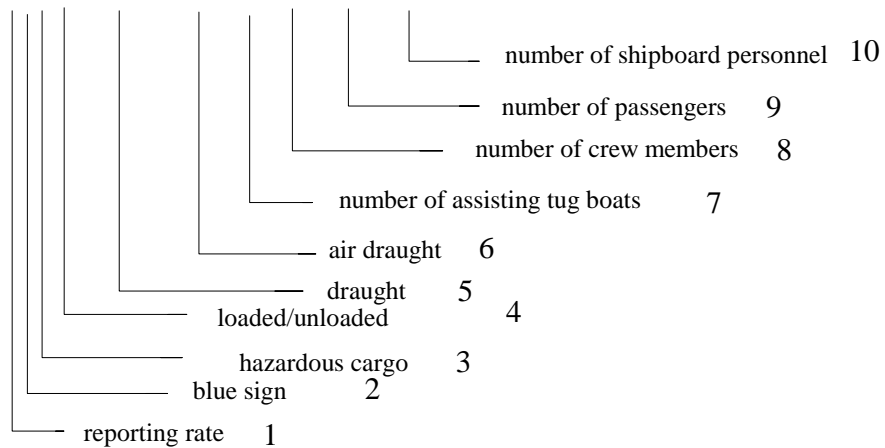 number of shipboard personnel 10
number of passengers 9
number of crew members 8
number of assisting tug boats 7
air draught 6
draught 5
loaded/unloaded 4
hazardous cargo 3
blue sign 2
reporting rate 1